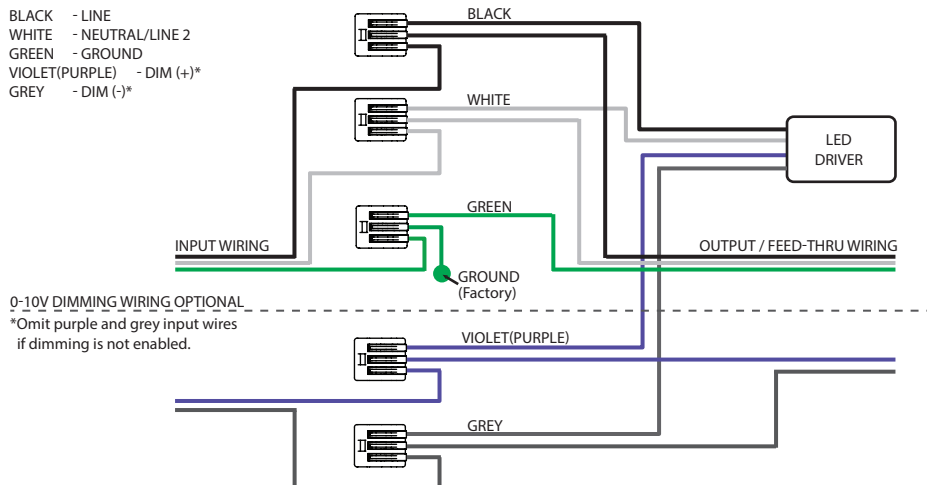 BLACK - LINE
WHITE - NEUTRAL/LINE 2
GREEN - GROUND
VIOLET(PURPLE) - DIM (+)*
GREY - DIM (-)*
BLACK
WHITE
LED
DRIVER
GREEN
INPUT WIRING
OUTPUT / FEED-THRU WIRING
GROUND
(Factory)
0-10V DIMMING WIRING OPTIONAL
*Omit purple and grey input wires
if dimming is not enabled.
VIOLET(PURPLE)
GREY